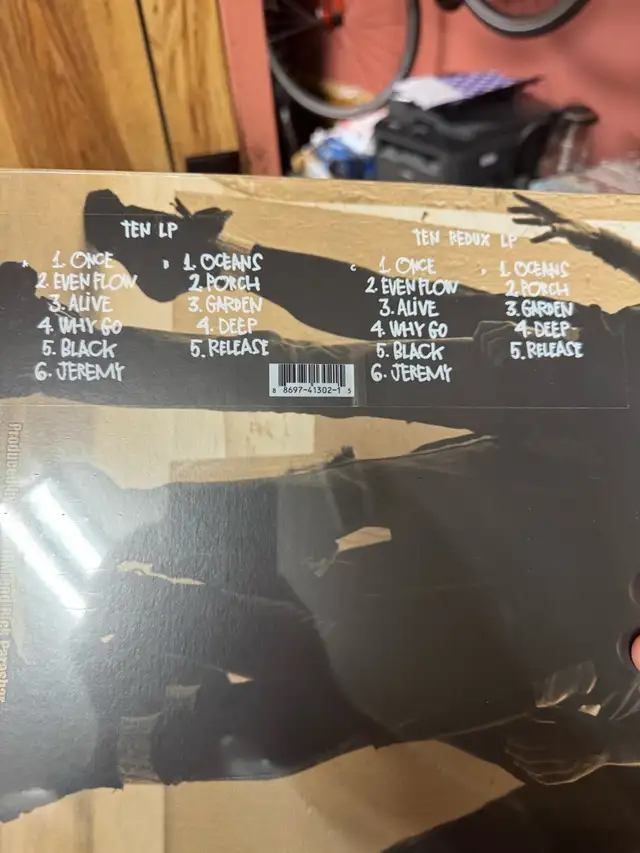 TEN LP
A 1. ONCE
2. EVEN FLOW
3. ALIVE
4. WHY GO
5. BLACK
6. JEREMY
B 1. OCEANS
2. PORCH
3. GARDEN
4. DEEP
5. RELEASE
TEN REDUX LP
C 1. ONCE
2. EVEN FLOW
3. ALIVE
4. WHY GO
5. BLACK
6. JEREMY
1. OCEANS
2. PORCH
3. GARDEN
4. DEEP
5. RELEASE
8 8697-41302-1 5
Produced by
Parashar